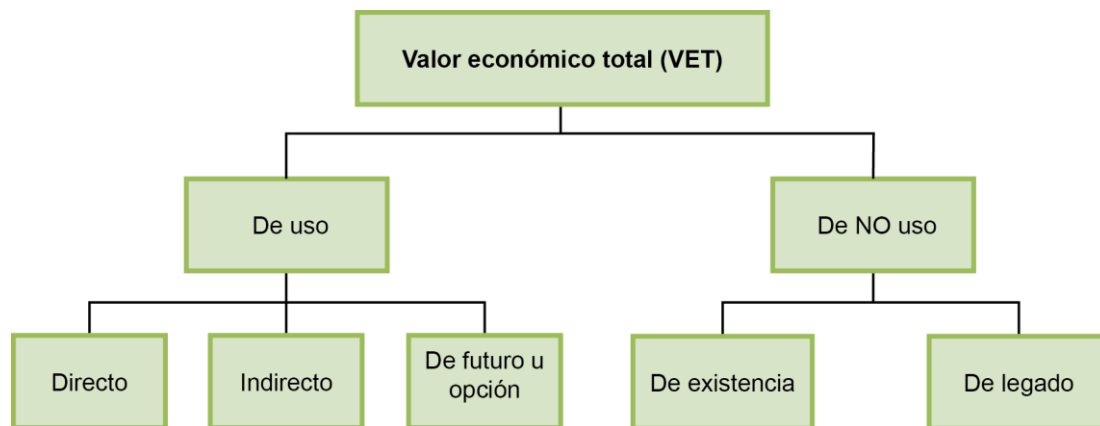 Valor económico total (VET)
De uso
De NO uso
Directo
Indirecto
De futuro u
opción
De existencia
De legado